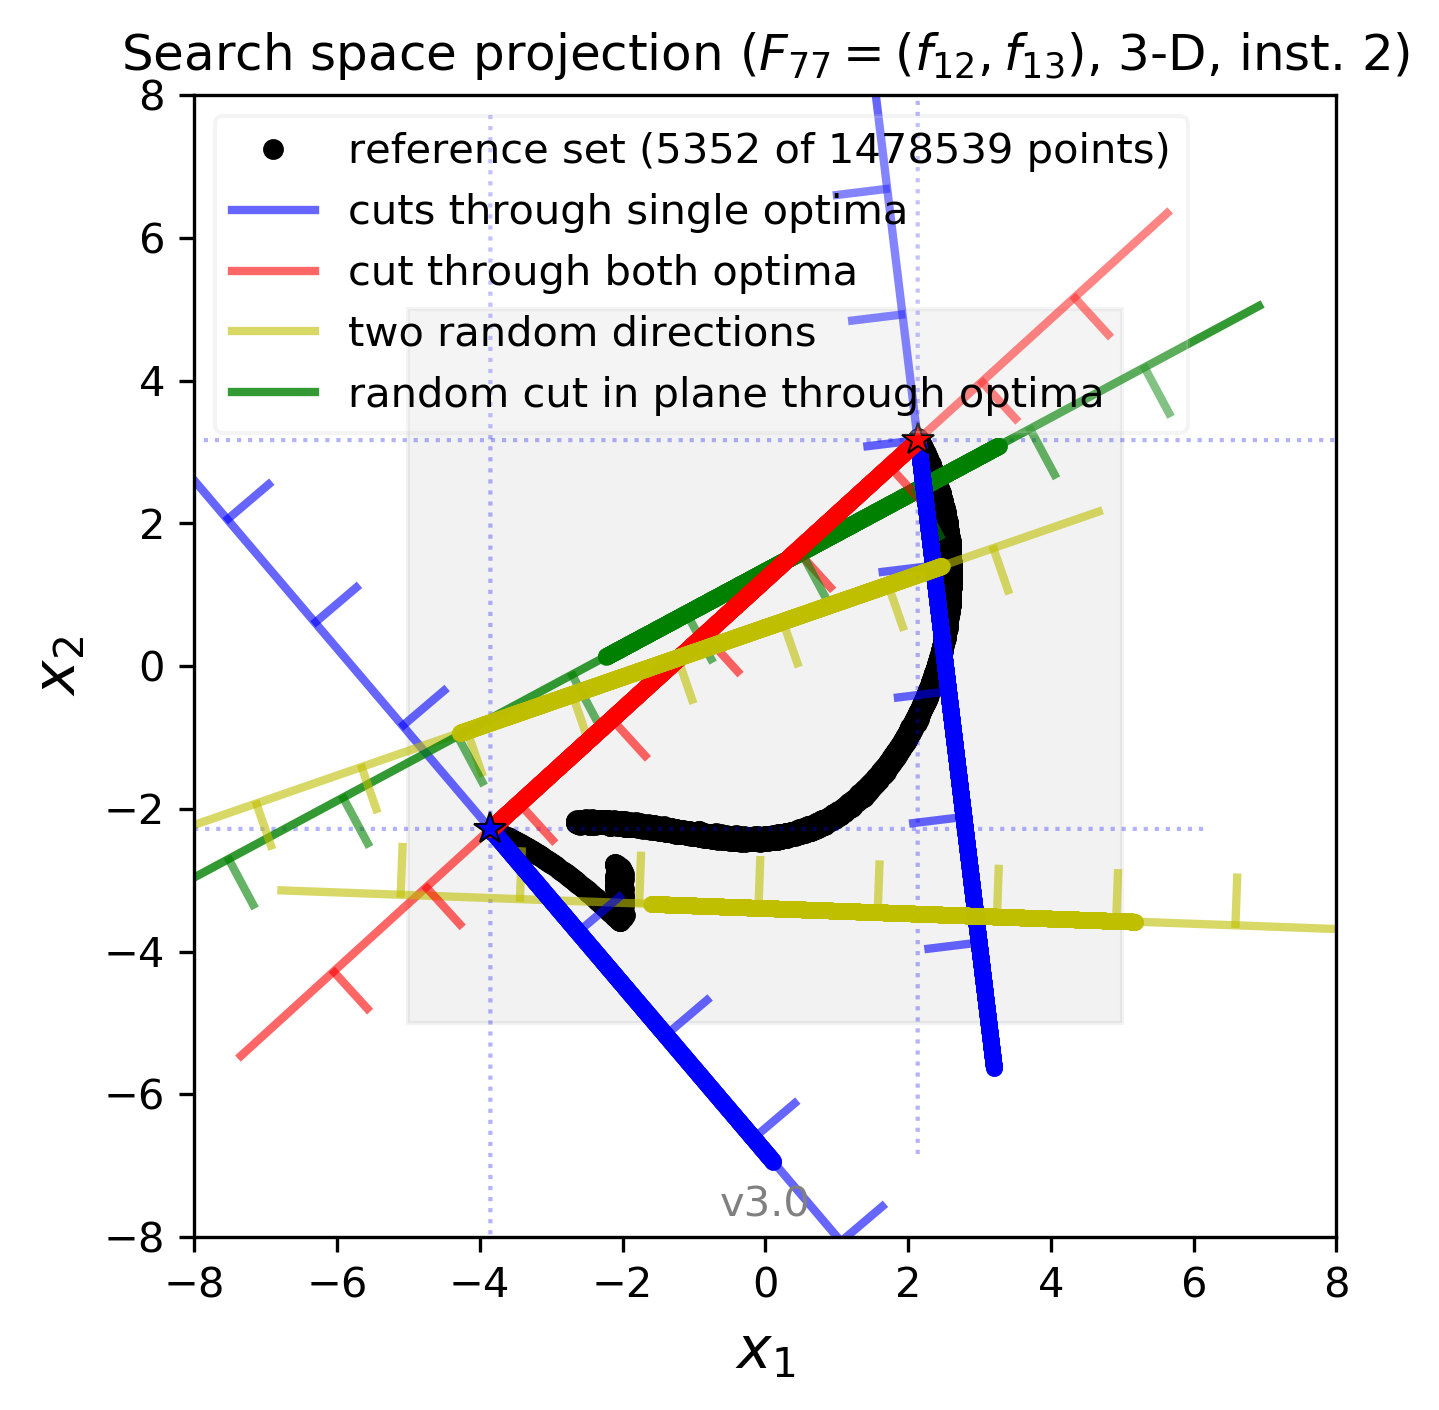 Search space projection (F₇₇ = (f₁₂, f₁₃), 3-D, inst. 2)
reference set (5352 of 1478539 points)
cuts through single optima
cut through both optima
two random directions
random cut in plane through optima
8
6
4
2
0
−2
−4
−6
−8
x₂
v3.0
−8 −6 −4 −2 0 2 4 6 8
x₁